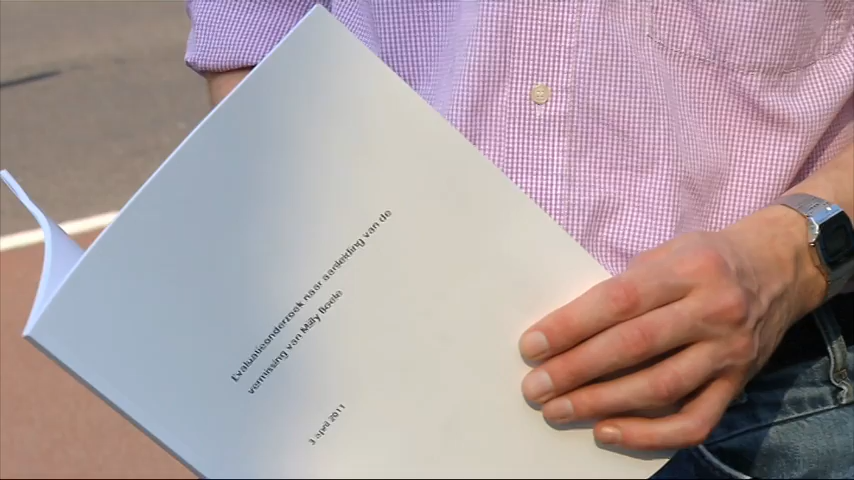 Evaluatieonderzoek naar aanleiding van de
vermissing van Milly Boele
3 april 2011